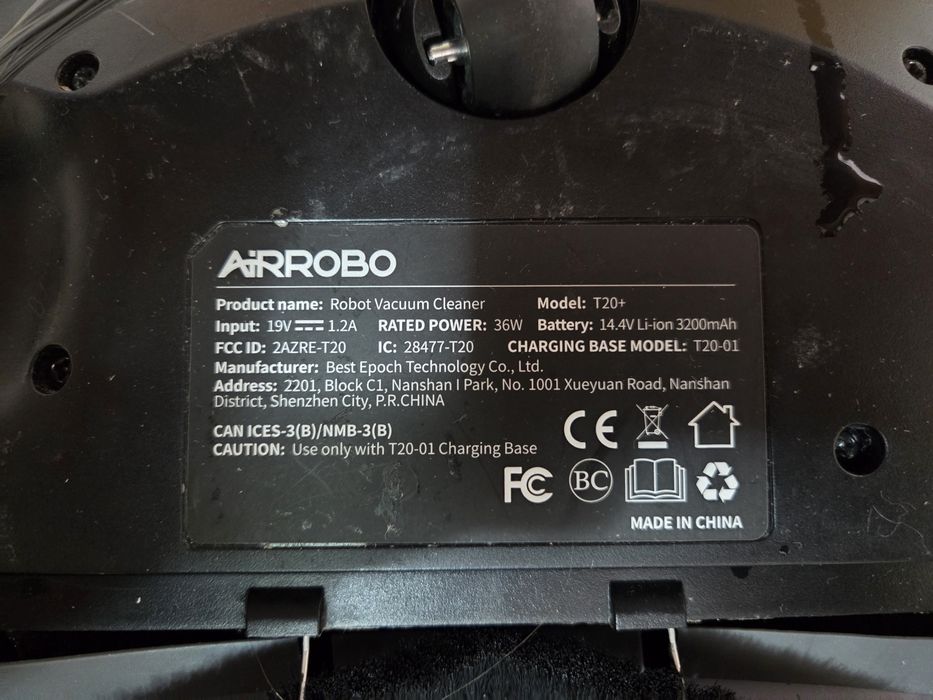 AiRROBO
Product name: Robot Vacuum Cleaner Model: T20+
Input: 19V⎓1.2A RATED POWER: 36W Battery: 14.4V Li-ion 3200mAh
FCC ID: 2AZRE-T20 IC: 28477-T20 CHARGING BASE MODEL: T20-01
Manufacturer: Best Epoch Technology Co., Ltd.
Address: 2201, Block C1, Nanshan I Park, No. 1001 Xueyuan Road, Nanshan
District, Shenzhen City, P.R.CHINA
CAN ICES-3(B)/NMB-3(B)
CAUTION: Use only with T20-01 Charging Base
CE
FC BC
MADE IN CHINA